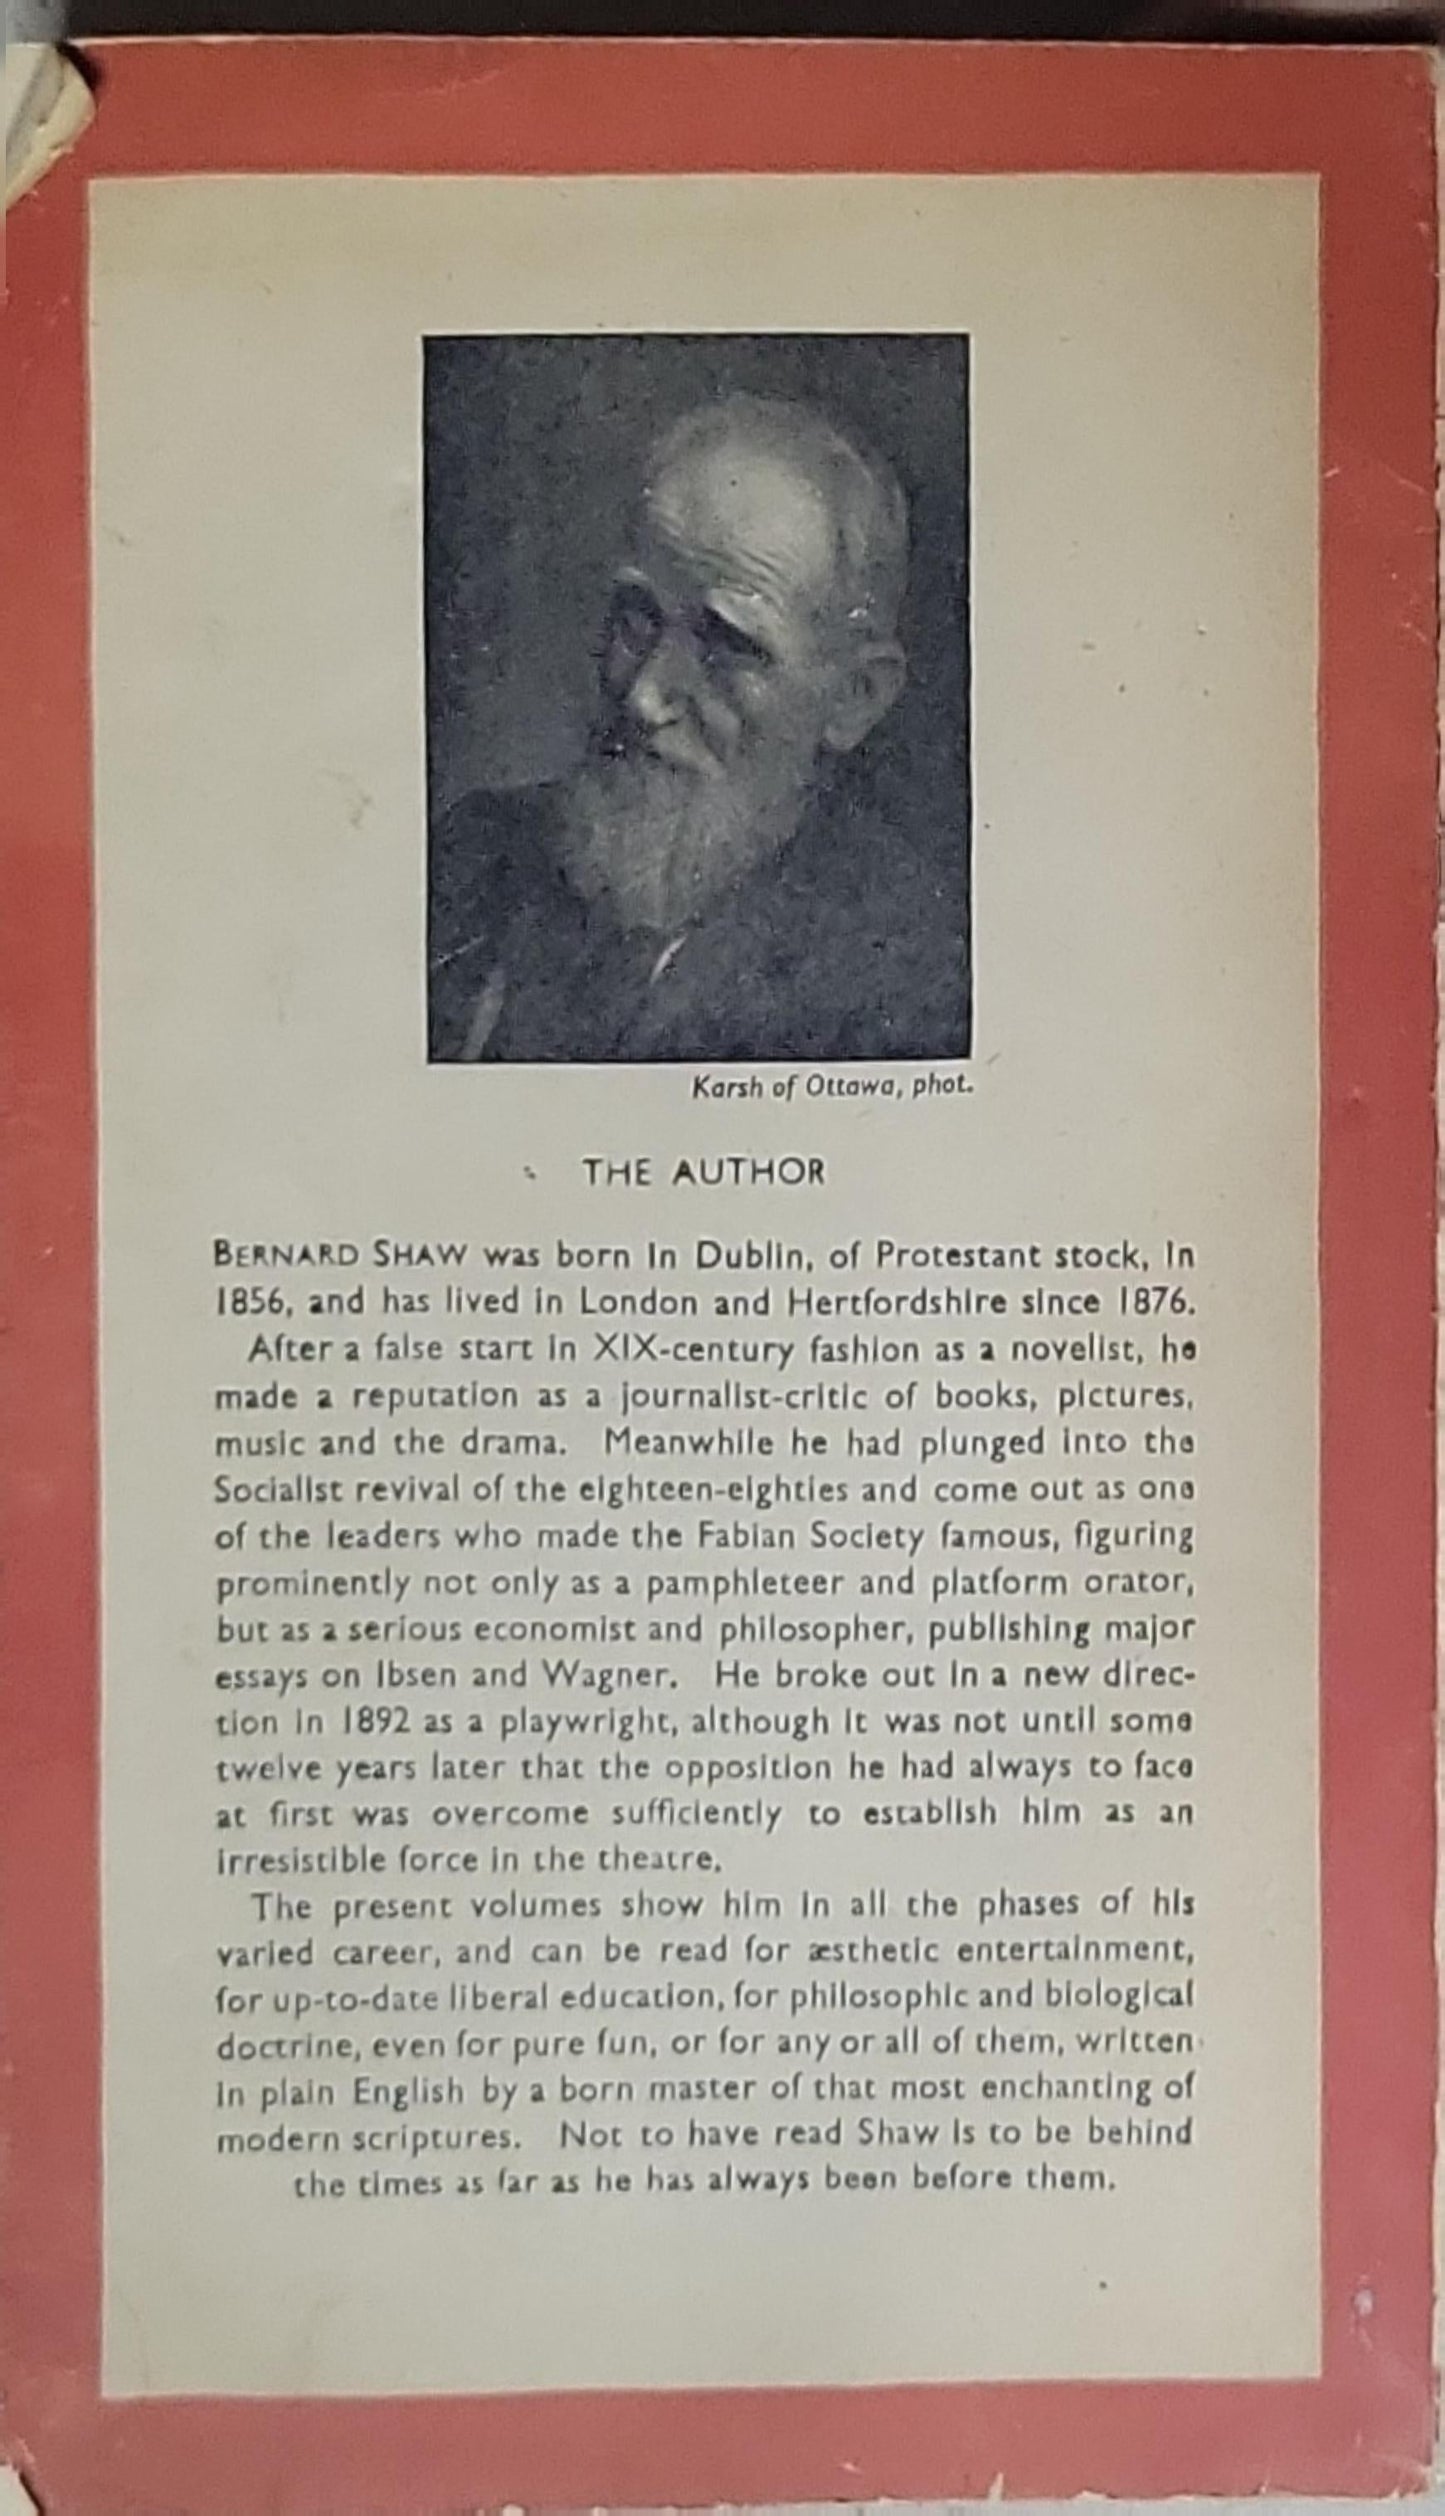 Karsh of Ottawa, phot.
THE AUTHOR
BERNARD SHAW was born in Dublin, of Protestant stock, in
1856, and has lived in London and Hertfordshire since 1876.
After a false start in XIX-century fashion as a novelist, he
made a reputation as a journalist-critic of books, pictures,
music and the drama. Meanwhile he had plunged into the
Socialist revival of the eighteen-eighties and come out as one
of the leaders who made the Fabian Society famous, figuring
prominently not only as a pamphleteer and platform orator,
but as a serious economist and philosopher, publishing major
essays on Ibsen and Wagner. He broke out in a new direc-
tion in 1892 as a playwright, although it was not until some
twelve years later that the opposition he had always to face
at first was overcome sufficiently to establish him as an
irresistible force in the theatre.
The present volumes show him in all the phases of his
varied career, and can be read for æsthetic entertainment,
for up-to-date liberal education, for philosophic and biological
doctrine, even for pure fun, or for any or all of them, written
in plain English by a born master of that most enchanting of
modern scriptures. Not to have read Shaw is to be behind
the times as far as he has always been before them.